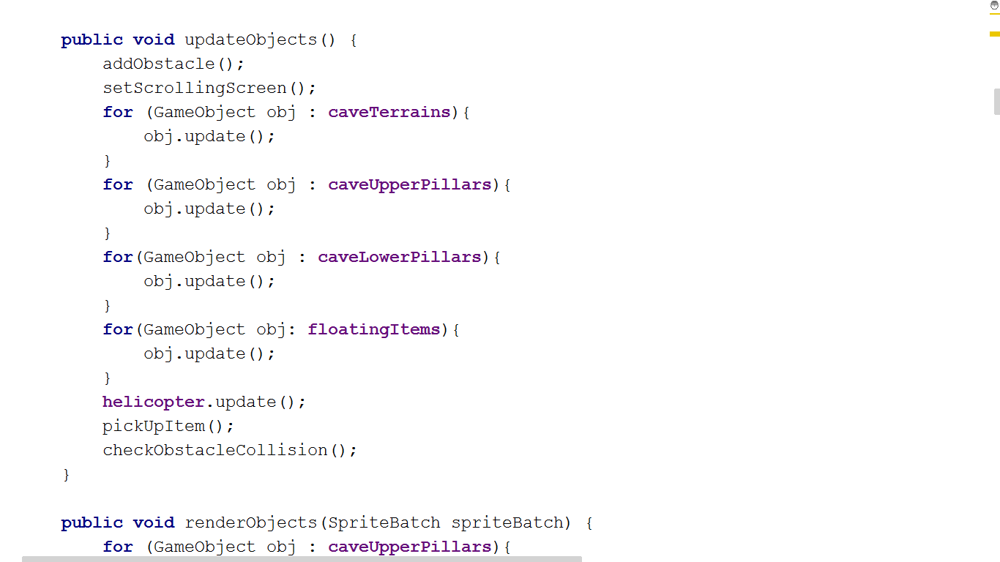 public void updateObjects() {
    addObstacle();
    setScrollingScreen();
    for (GameObject obj : caveTerrains){
        obj.update();
    }
    for (GameObject obj : caveUpperPillars){
        obj.update();
    }
    for(GameObject obj : caveLowerPillars){
        obj.update();
    }
    for(GameObject obj: floatingItems){
        obj.update();
    }
    helicopter.update();
    pickUpItem();
    checkObstacleCollision();
}

public void renderObjects(SpriteBatch spriteBatch) {
    for (GameObject obj : caveUpperPillars){